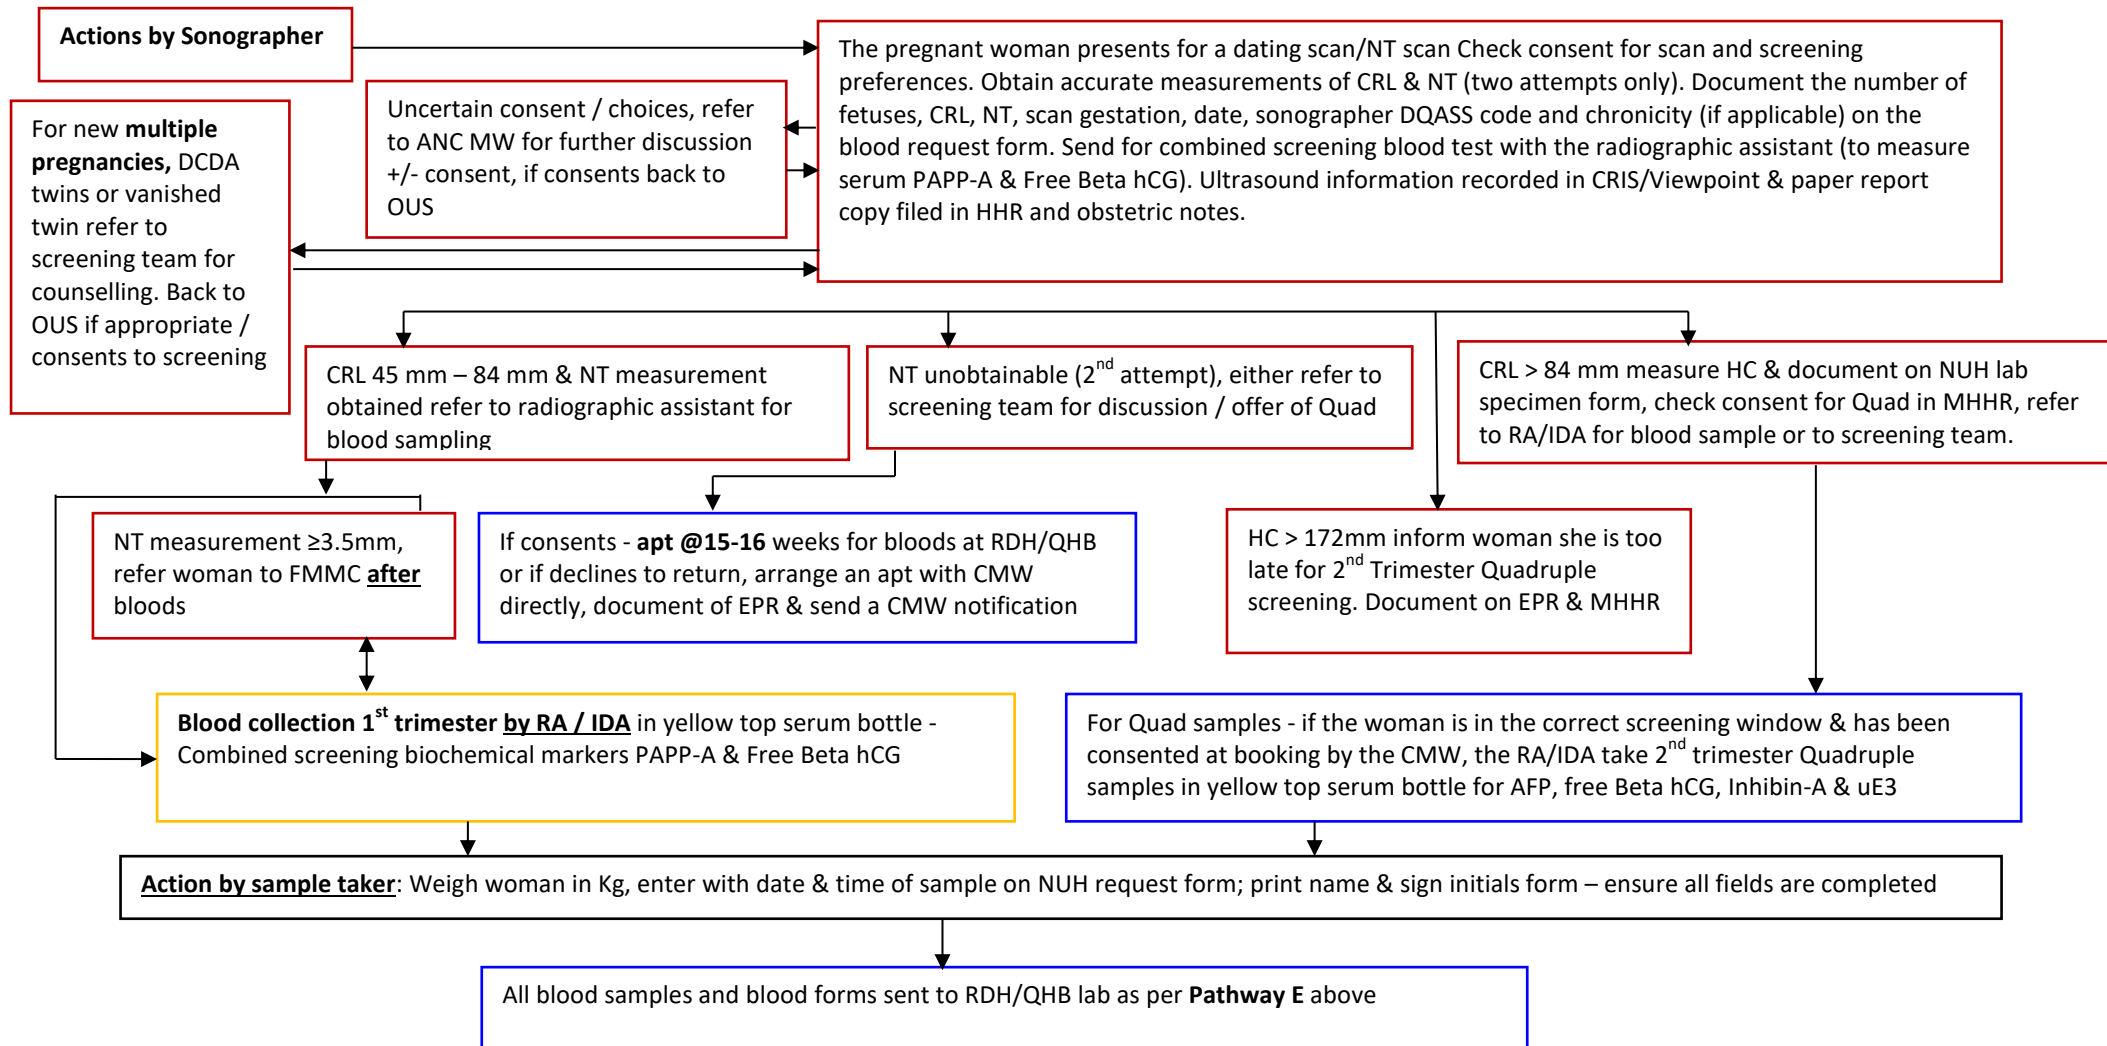 Actions by Sonographer
The pregnant woman presents for a dating scan/NT scan Check consent for scan and screening
preferences. Obtain accurate measurements of CRL & NT (two attempts only). Document the number of
fetuses, CRL, NT, scan gestation, date, sonographer DQASS code and chronicity (if applicable) on the
blood request form. Send for combined screening blood test with the radiographic assistant (to measure
serum PAPP-A & Free Beta hCG). Ultrasound information recorded in CRIS/Viewpoint & paper report
copy filed in HHR and obstetric notes.
Uncertain consent / choices, refer
to ANC MW for further discussion
+/- consent, if consents back to
OUS
For new multiple
pregnancies, DCDA
twins or vanished
twin refer to
screening team for
counselling. Back to
OUS if appropriate /
consents to screening
CRL 45 mm – 84 mm & NT measurement
obtained refer to radiographic assistant for
blood sampling
NT unobtainable (2nd attempt), either refer to
screening team for discussion / offer of Quad
CRL > 84 mm measure HC & document on NUH lab
specimen form, check consent for Quad in MHHR, refer
to RA/IDA for blood sample or to screening team.
NT measurement ≥3.5mm,
refer woman to FMMC after
bloods
If consents - apt @15-16 weeks for bloods at RDH/QHB
or if declines to return, arrange an apt with CMW
directly, document of EPR & send a CMW notification
HC > 172mm inform woman she is too
late for 2nd Trimester Quadruple
screening. Document on EPR & MHHR
Blood collection 1st trimester by RA / IDA in yellow top serum bottle -
Combined screening biochemical markers PAPP-A & Free Beta hCG
For Quad samples - if the woman is in the correct screening window & has been
consented at booking by the CMW, the RA/IDA take 2nd trimester Quadruple
samples in yellow top serum bottle for AFP, free Beta hCG, Inhibin-A & uE3
Action by sample taker: Weigh woman in Kg, enter with date & time of sample on NUH request form; print name & sign initials form – ensure all fields are completed
All blood samples and blood forms sent to RDH/QHB lab as per Pathway E above